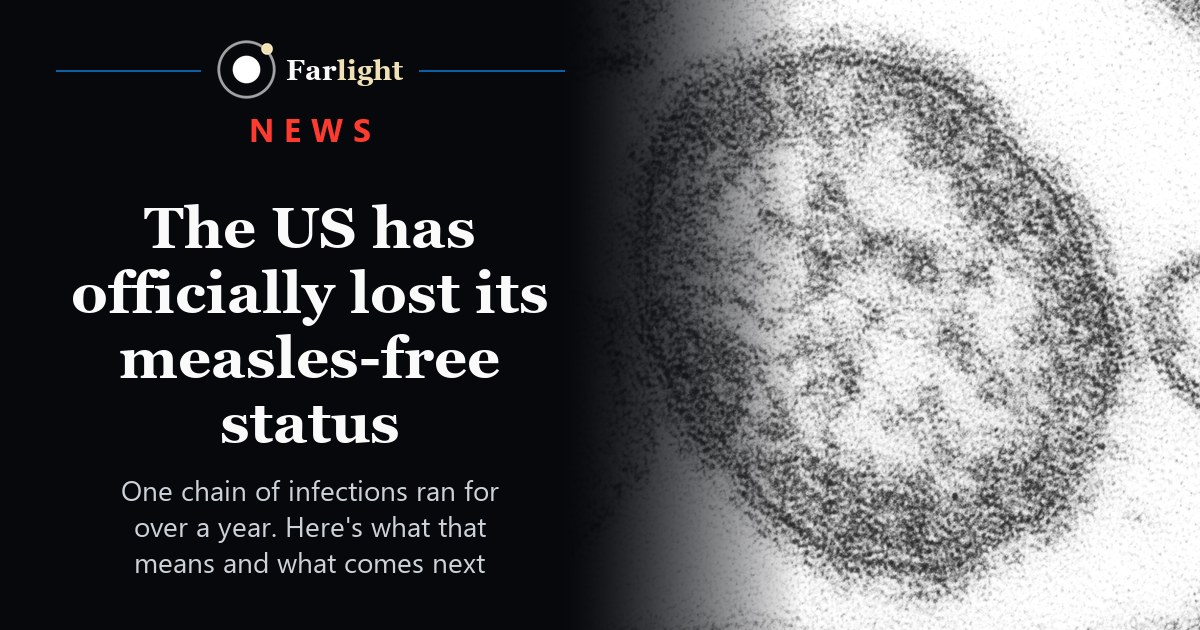 Farlight
NEWS
The US has
officially lost its
measles-free
status
One chain of infections ran for
over a year. Here's what that
means and what comes next